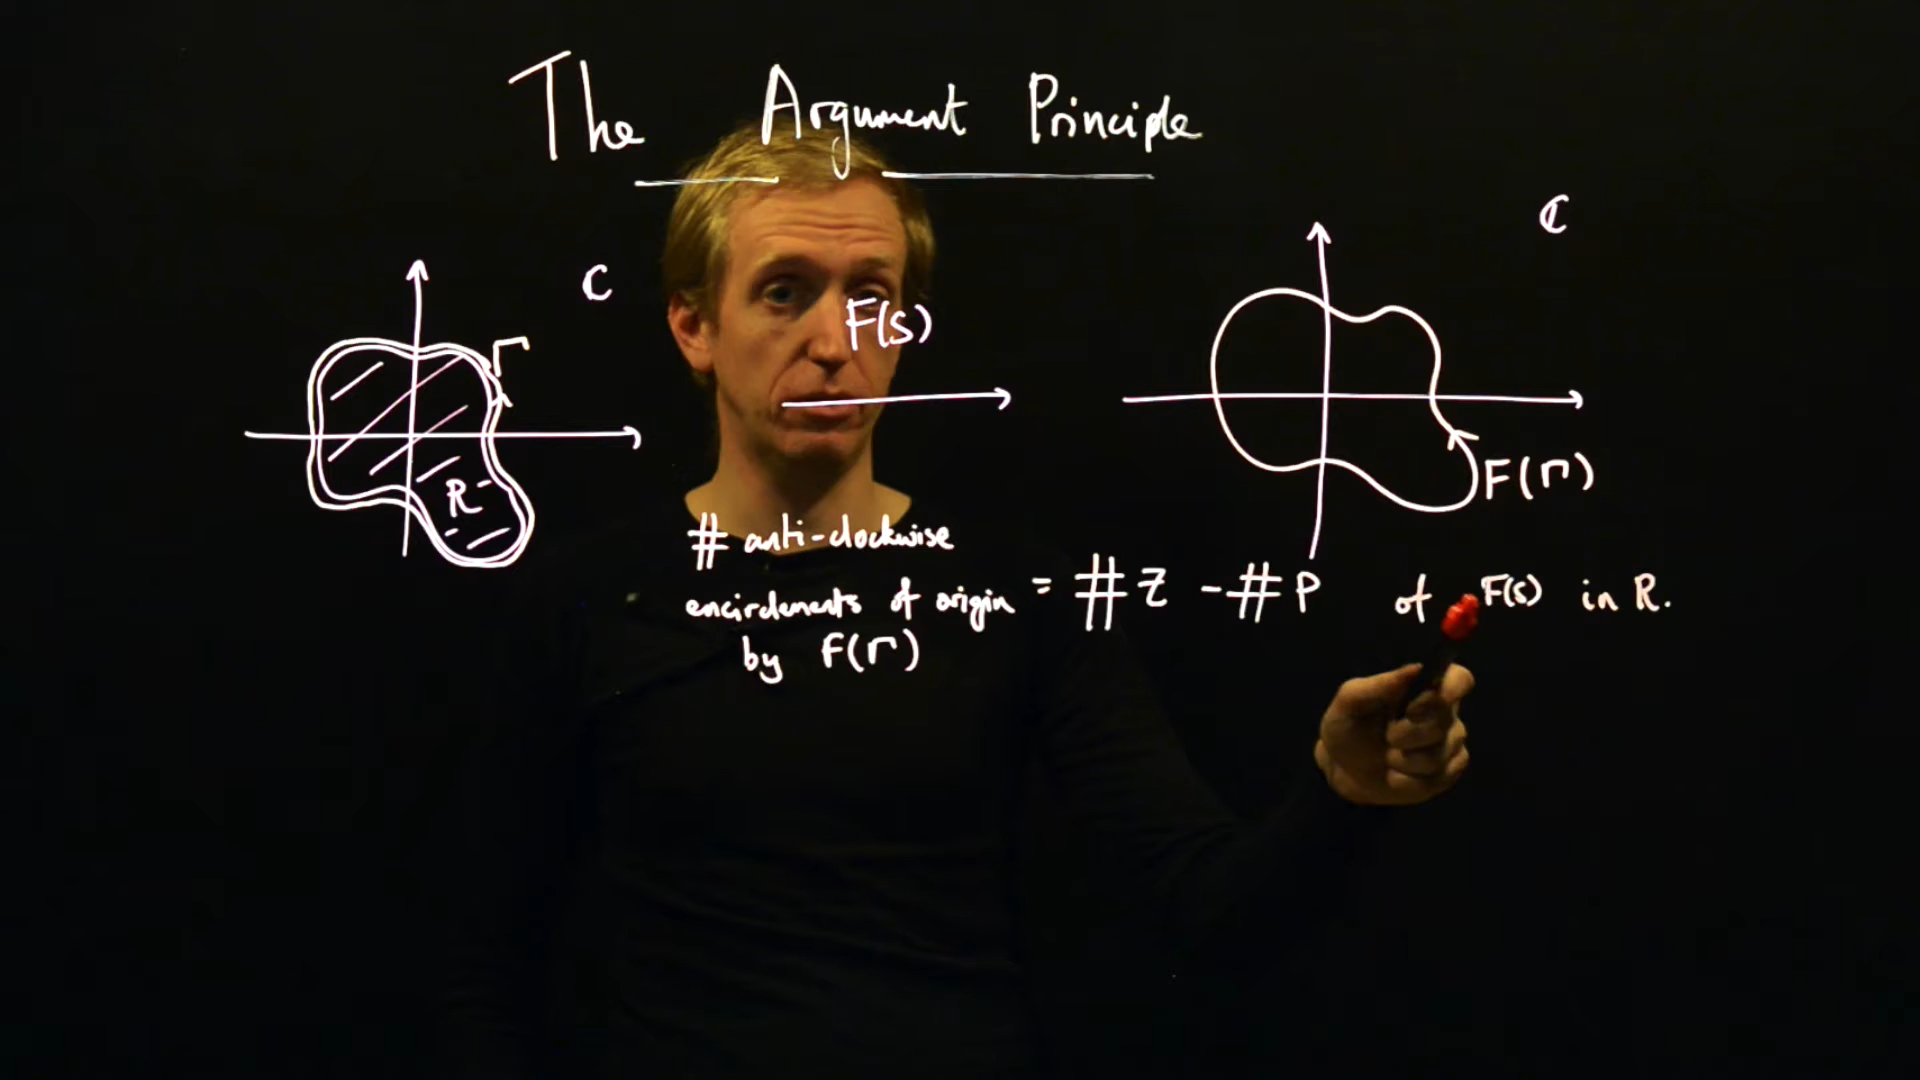 The Argument Principle
C
ℂ
F(s)
Γ
R
F(Γ)
# anti-clockwise
encirclements of origin = #Z - #P of F(s) in R.
by F(Γ)